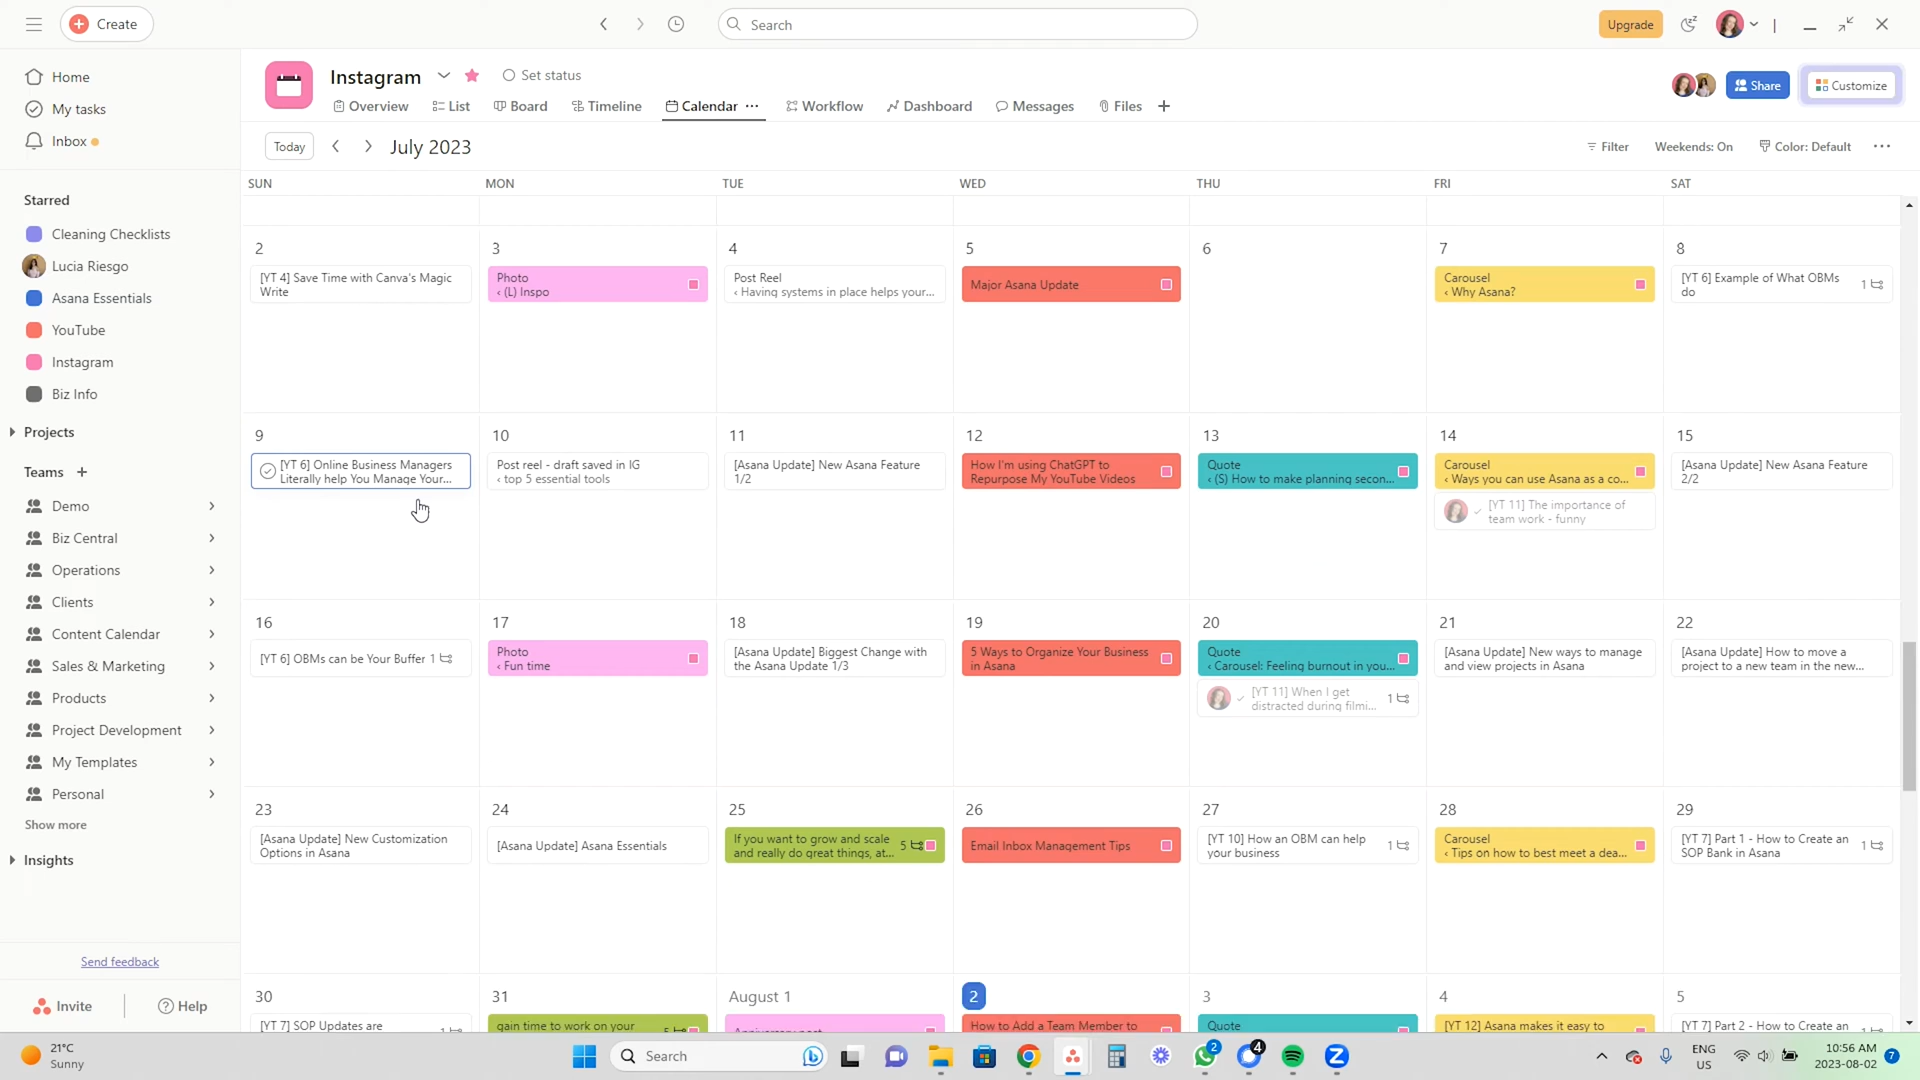 Create
Search
Upgrade
Home
My tasks
Inbox
Starred
Cleaning Checklists
Lucia Riesgo
Asana Essentials
YouTube
Instagram
Biz Info
Projects
Teams
Demo
Biz Central
Operations
Clients
Content Calendar
Sales & Marketing
Products
Project Development
My Templates
Personal
Show more
Insights
Send feedback
Invite
Help
Instagram
Set status
Overview
List
Board
Timeline
Calendar
Workflow
Dashboard
Messages
Files
Share
Customize
Today
July 2023
Filter
Weekends: On
Color: Default
SUN
MON
TUE
WED
THU
FRI
SAT
2
[YT 4] Save Time with Canva's Magic
Write
3
Photo
‹ (L) Inspo
4
Post Reel
‹ Having systems in place helps your...
5
Major Asana Update
6
7
Carousel
‹ Why Asana?
8
[YT 6] Example of What OBMs
do
1
9
[YT 6] Online Business Managers
Literally help You Manage Your...
10
Post reel - draft saved in IG
‹ top 5 essential tools
11
[Asana Update] New Asana Feature
1/2
12
How I'm using ChatGPT to
Repurpose My YouTube Videos
13
Quote
‹ (S) How to make planning secon...
14
Carousel
‹ Ways you can use Asana as a co...
[YT 11] The importance of
team work - funny
15
[Asana Update] New Asana Feature
2/2
16
[YT 6] OBMs can be Your Buffer 1
17
Photo
‹ Fun time
18
[Asana Update] Biggest Change with
the Asana Update 1/3
19
5 Ways to Organize Your Business
in Asana
20
Quote
‹ Carousel: Feeling burnout in you...
[YT 11] When I get
distracted during filmi...
1
21
[Asana Update] New ways to manage
and view projects in Asana
22
[Asana Update] How to move a
project to a new team in the new...
23
[Asana Update] New Customization
Options in Asana
24
[Asana Update] Asana Essentials
25
If you want to grow and scale
and really do great things, at...
5
26
Email Inbox Management Tips
27
[YT 10] How an OBM can help
your business
1
28
Carousel
‹ Tips on how to best meet a dea...
29
[YT 7] Part 1 - How to Create an
SOP Bank in Asana
1
30
[YT 7] SOP Updates are
1
31
gain time to work on your
5
August 1
Anniversary post
2
How to Add a Team Member to
3
Quote
4
[YT 12] Asana makes it easy to
5
[YT 7] Part 2 - How to Create an
21°C
Sunny
Search
2
4
ENG
US
10:56 AM
2023-08-02
7